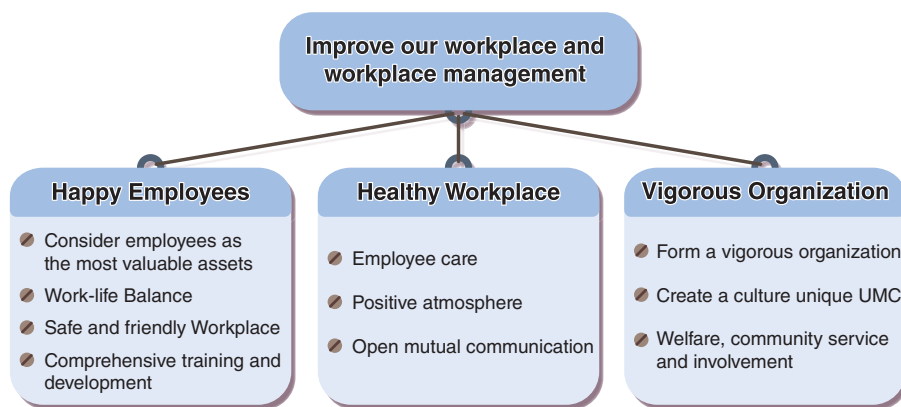 Improve our workplace and
workplace management
Happy Employees
Consider employees as
the most valuable assets
Work-life Balance
Safe and friendly Workplace
Comprehensive training and
development
Healthy Workplace
Employee care
Positive atmosphere
Open mutual communication
Vigorous Organization
Form a vigorous organization
Create a culture unique UMC
Welfare, community service
and involvement